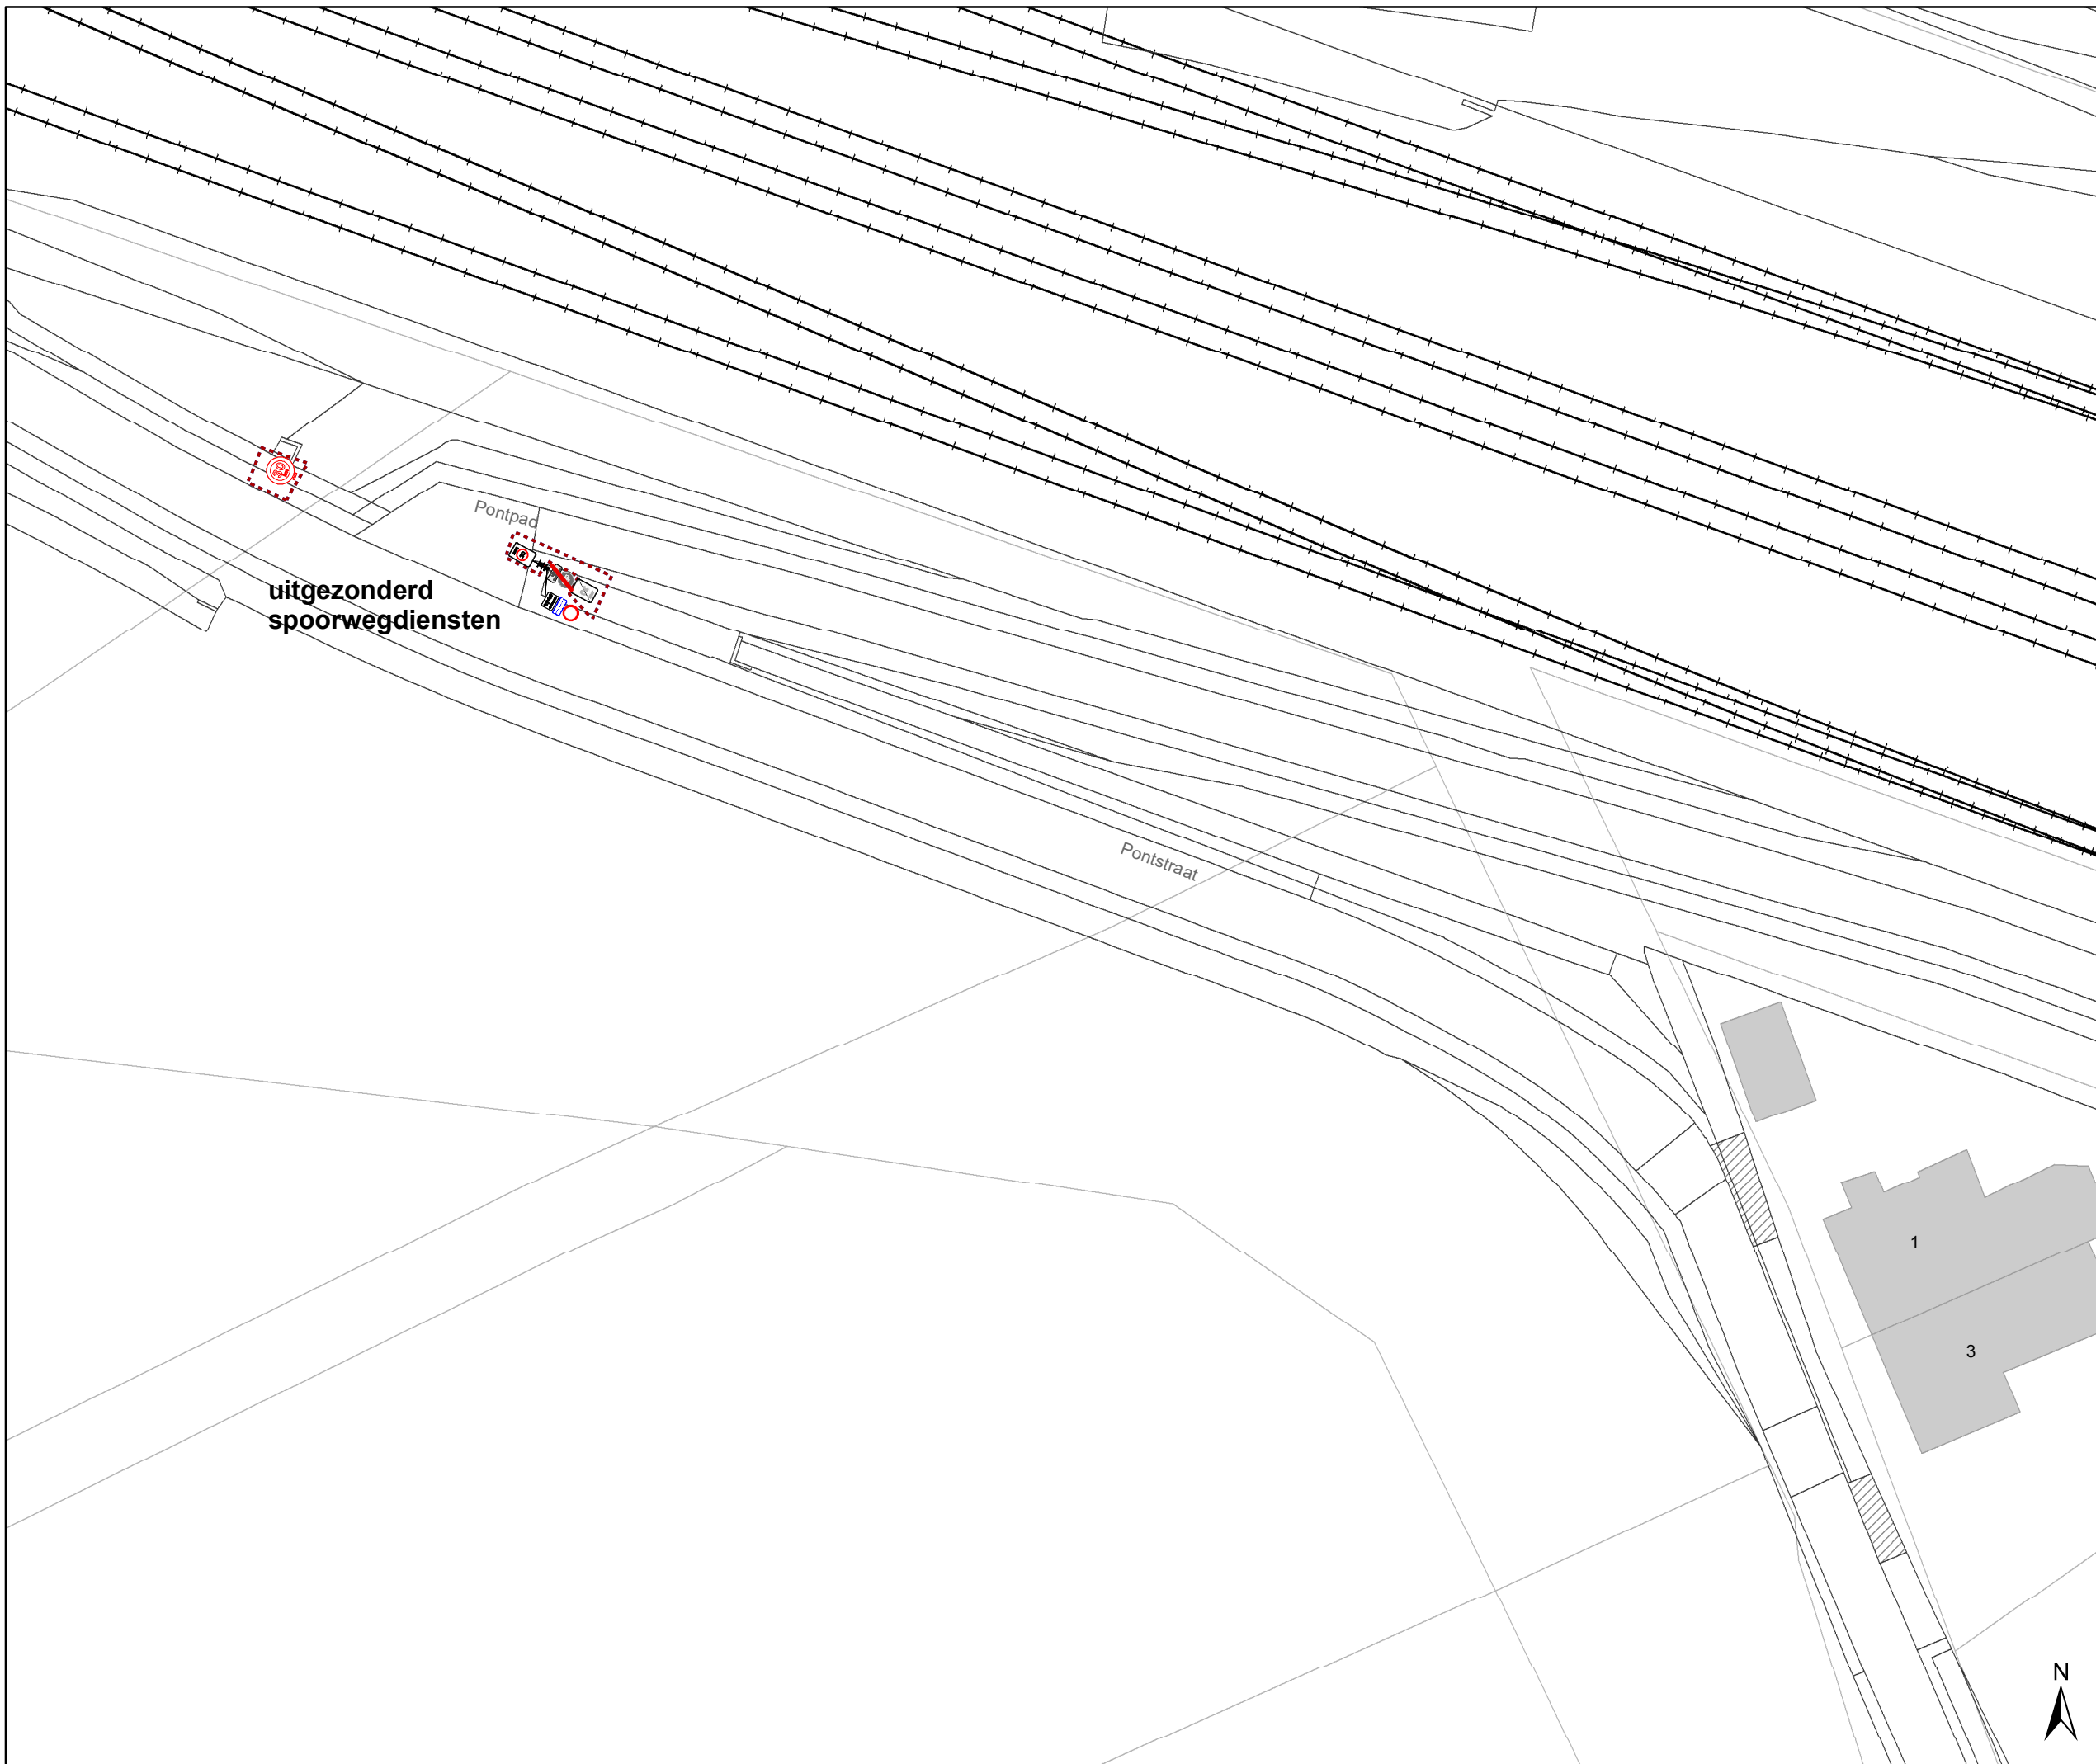 Pontpad
uitgezonderd
spoorwegdiensten
Pontstraat
1
3
N